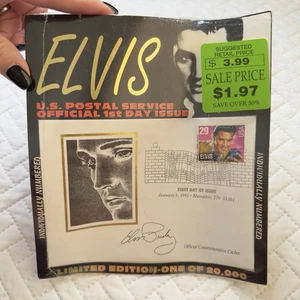 ELVIS
SUGGESTED
RETAIL PRICE
$ 3.99
SALE PRICE
$1.97
SAVE OVER 50%
U.S. POSTAL SERVICE
OFFICIAL 1st DAY ISSUE
INDIVIDUALLY NUMBERED
INDIVIDUALLY NUMBERED
29
ELVIS
FIRST DAY OF ISSUE
January 8, 1993 • Memphis, TN
Elvis Presley
Official Commemorative Cachet
LIMITED EDITION-ONE OF 20,000